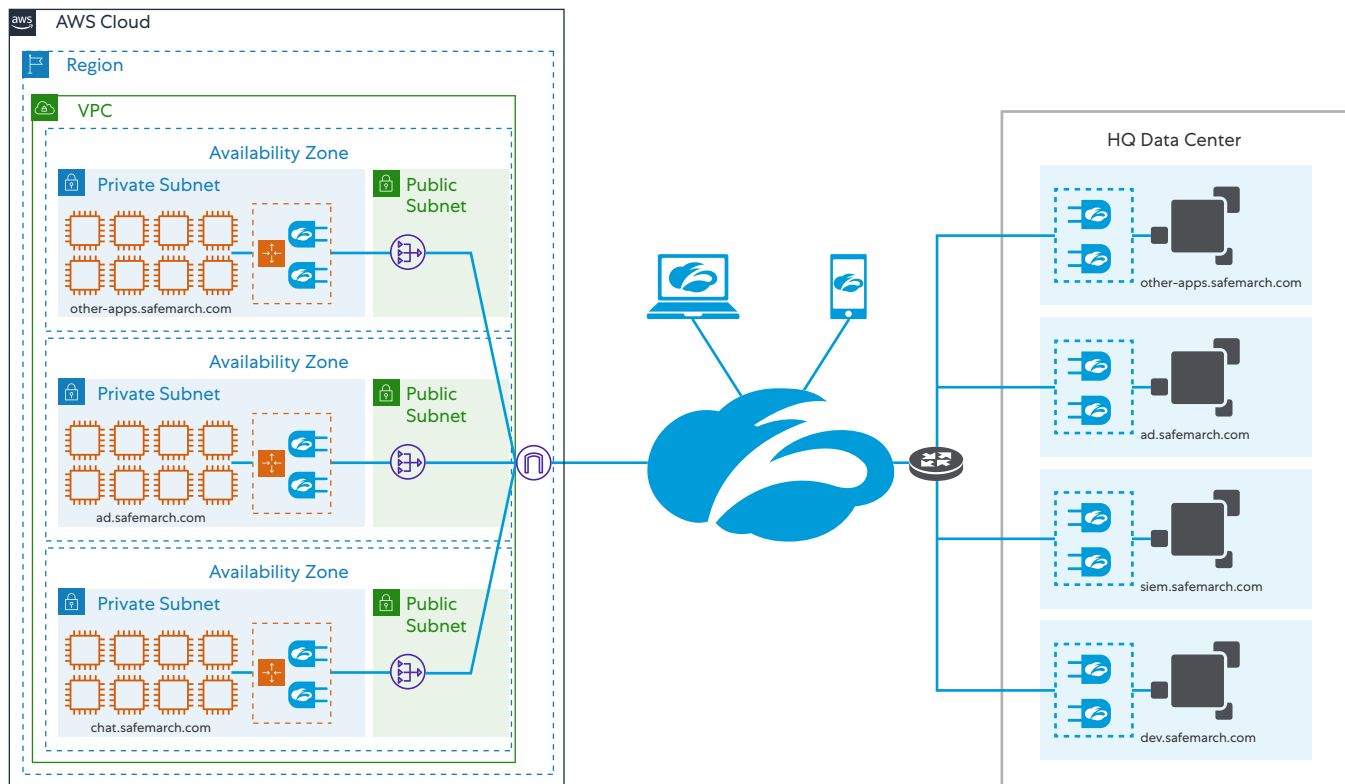 aws
AWS Cloud
Region
VPC
Availability Zone
Private Subnet
Public
Subnet
other-apps.safemarch.com
Availability Zone
Private Subnet
Public
Subnet
ad.safemarch.com
Availability Zone
Private Subnet
Public
Subnet
chat.safemarch.com
HQ Data Center
other-apps.safemarch.com
ad.safemarch.com
siem.safemarch.com
dev.safemarch.com